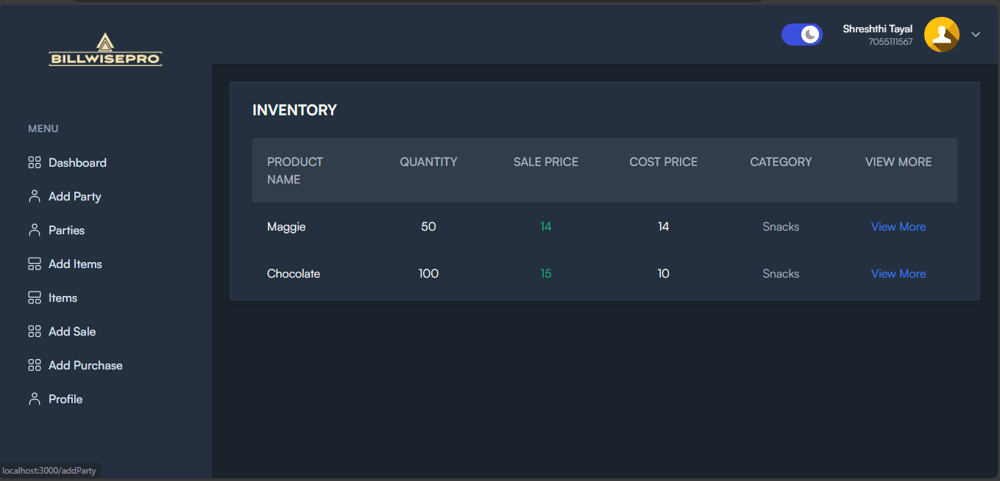 BILLWISEPRO
Shreshthi Tayal
7055111567
MENU
Dashboard
Add Party
Parties
Add Items
Items
Add Sale
Add Purchase
Profile
INVENTORY
PRODUCT NAME QUANTITY SALE PRICE COST PRICE CATEGORY VIEW MORE
Maggie 50 14 14 Snacks View More
Chocolate 100 15 10 Snacks View More
localhost:3000/addParty